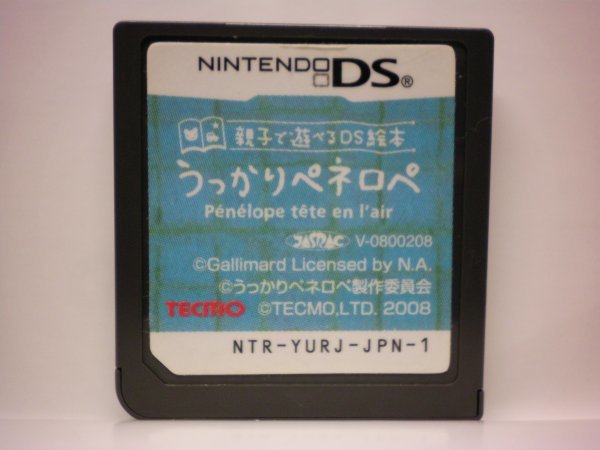 NINTENDO DS®
親子で遊べるDS絵本
うっかりペネロペ
Pénélope tête en l'air
JASRAC V-0800208
©Gallimard Licensed by N.A.
©うっかりペネロペ製作委員会
TECMO ©TECMO,LTD. 2008
NTR-YURJ-JPN-1